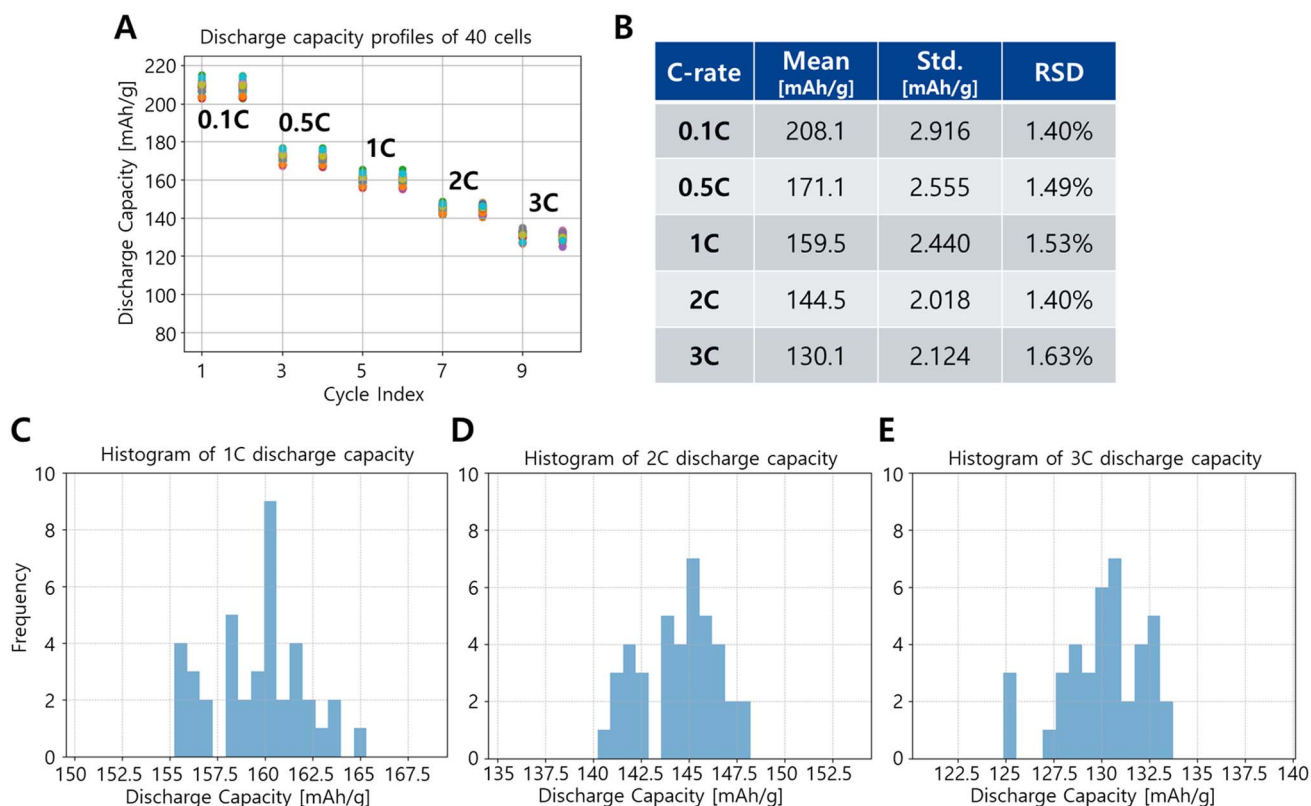 A
Discharge capacity profiles of 40 cells
220
200
180
160
140
120
100
80
0.1C
0.5C
1C
2C
3C
1 3 5 7 9
Cycle Index
Discharge Capacity [mAh/g]
B
C-rate Mean [mAh/g] Std. [mAh/g] RSD
0.1C 208.1 2.916 1.40%
0.5C 171.1 2.555 1.49%
1C 159.5 2.440 1.53%
2C 144.5 2.018 1.40%
3C 130.1 2.124 1.63%
C
Histogram of 1C discharge capacity
10
8
6
4
2
0
Frequency
150 152.5 155 157.5 160 162.5 165 167.5
Discharge Capacity [mAh/g]
D
Histogram of 2C discharge capacity
10
8
6
4
2
0
135 137.5 140 142.5 145 147.5 150 152.5
Discharge Capacity [mAh/g]
E
Histogram of 3C discharge capacity
10
8
6
4
2
0
122.5 125 127.5 130 132.5 135 137.5 140
Discharge Capacity [mAh/g]